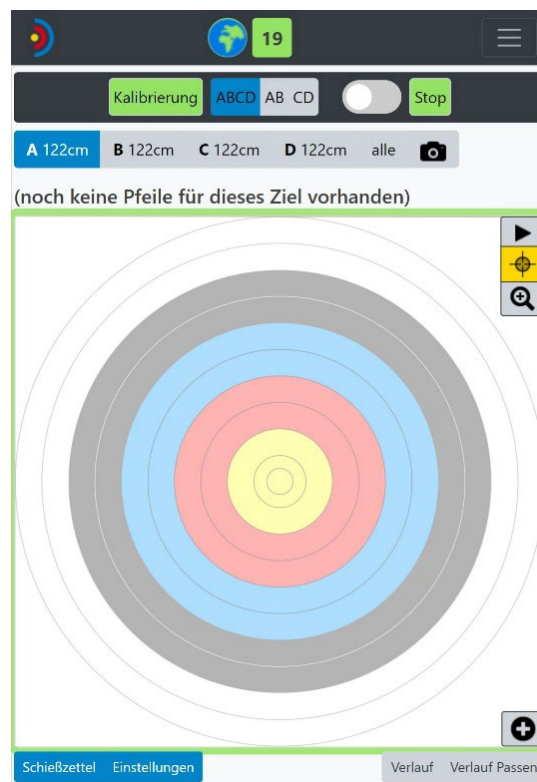 19
Kalibrierung ABCD AB CD Stop
A 122cm B 122cm C 122cm D 122cm alle
(noch keine Pfeile für dieses Ziel vorhanden)
Schießzettel Einstellungen Verlauf Verlauf Passen